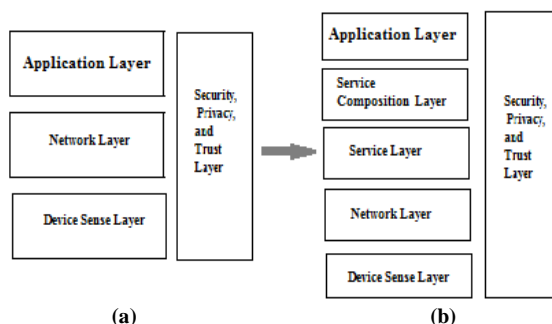 Application Layer
Network Layer
Device Sense Layer
Security,
Privacy,
and
Trust
Layer
(a)
Application Layer
Service
Composition Layer
Service Layer
Network Layer
Device Sense Layer
Security,
Privacy,
and
Trust
Layer
(b)